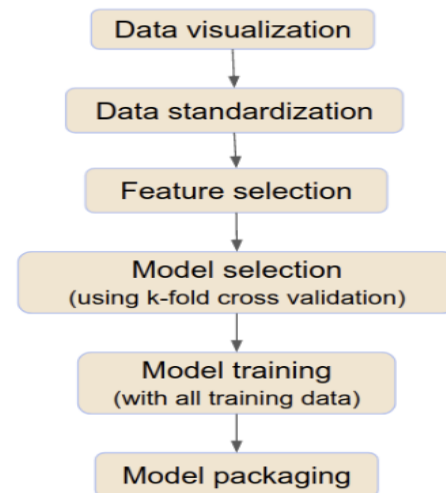 Data visualization
Data standardization
Feature selection
Model selection
(using k-fold cross validation)
Model training
(with all training data)
Model packaging